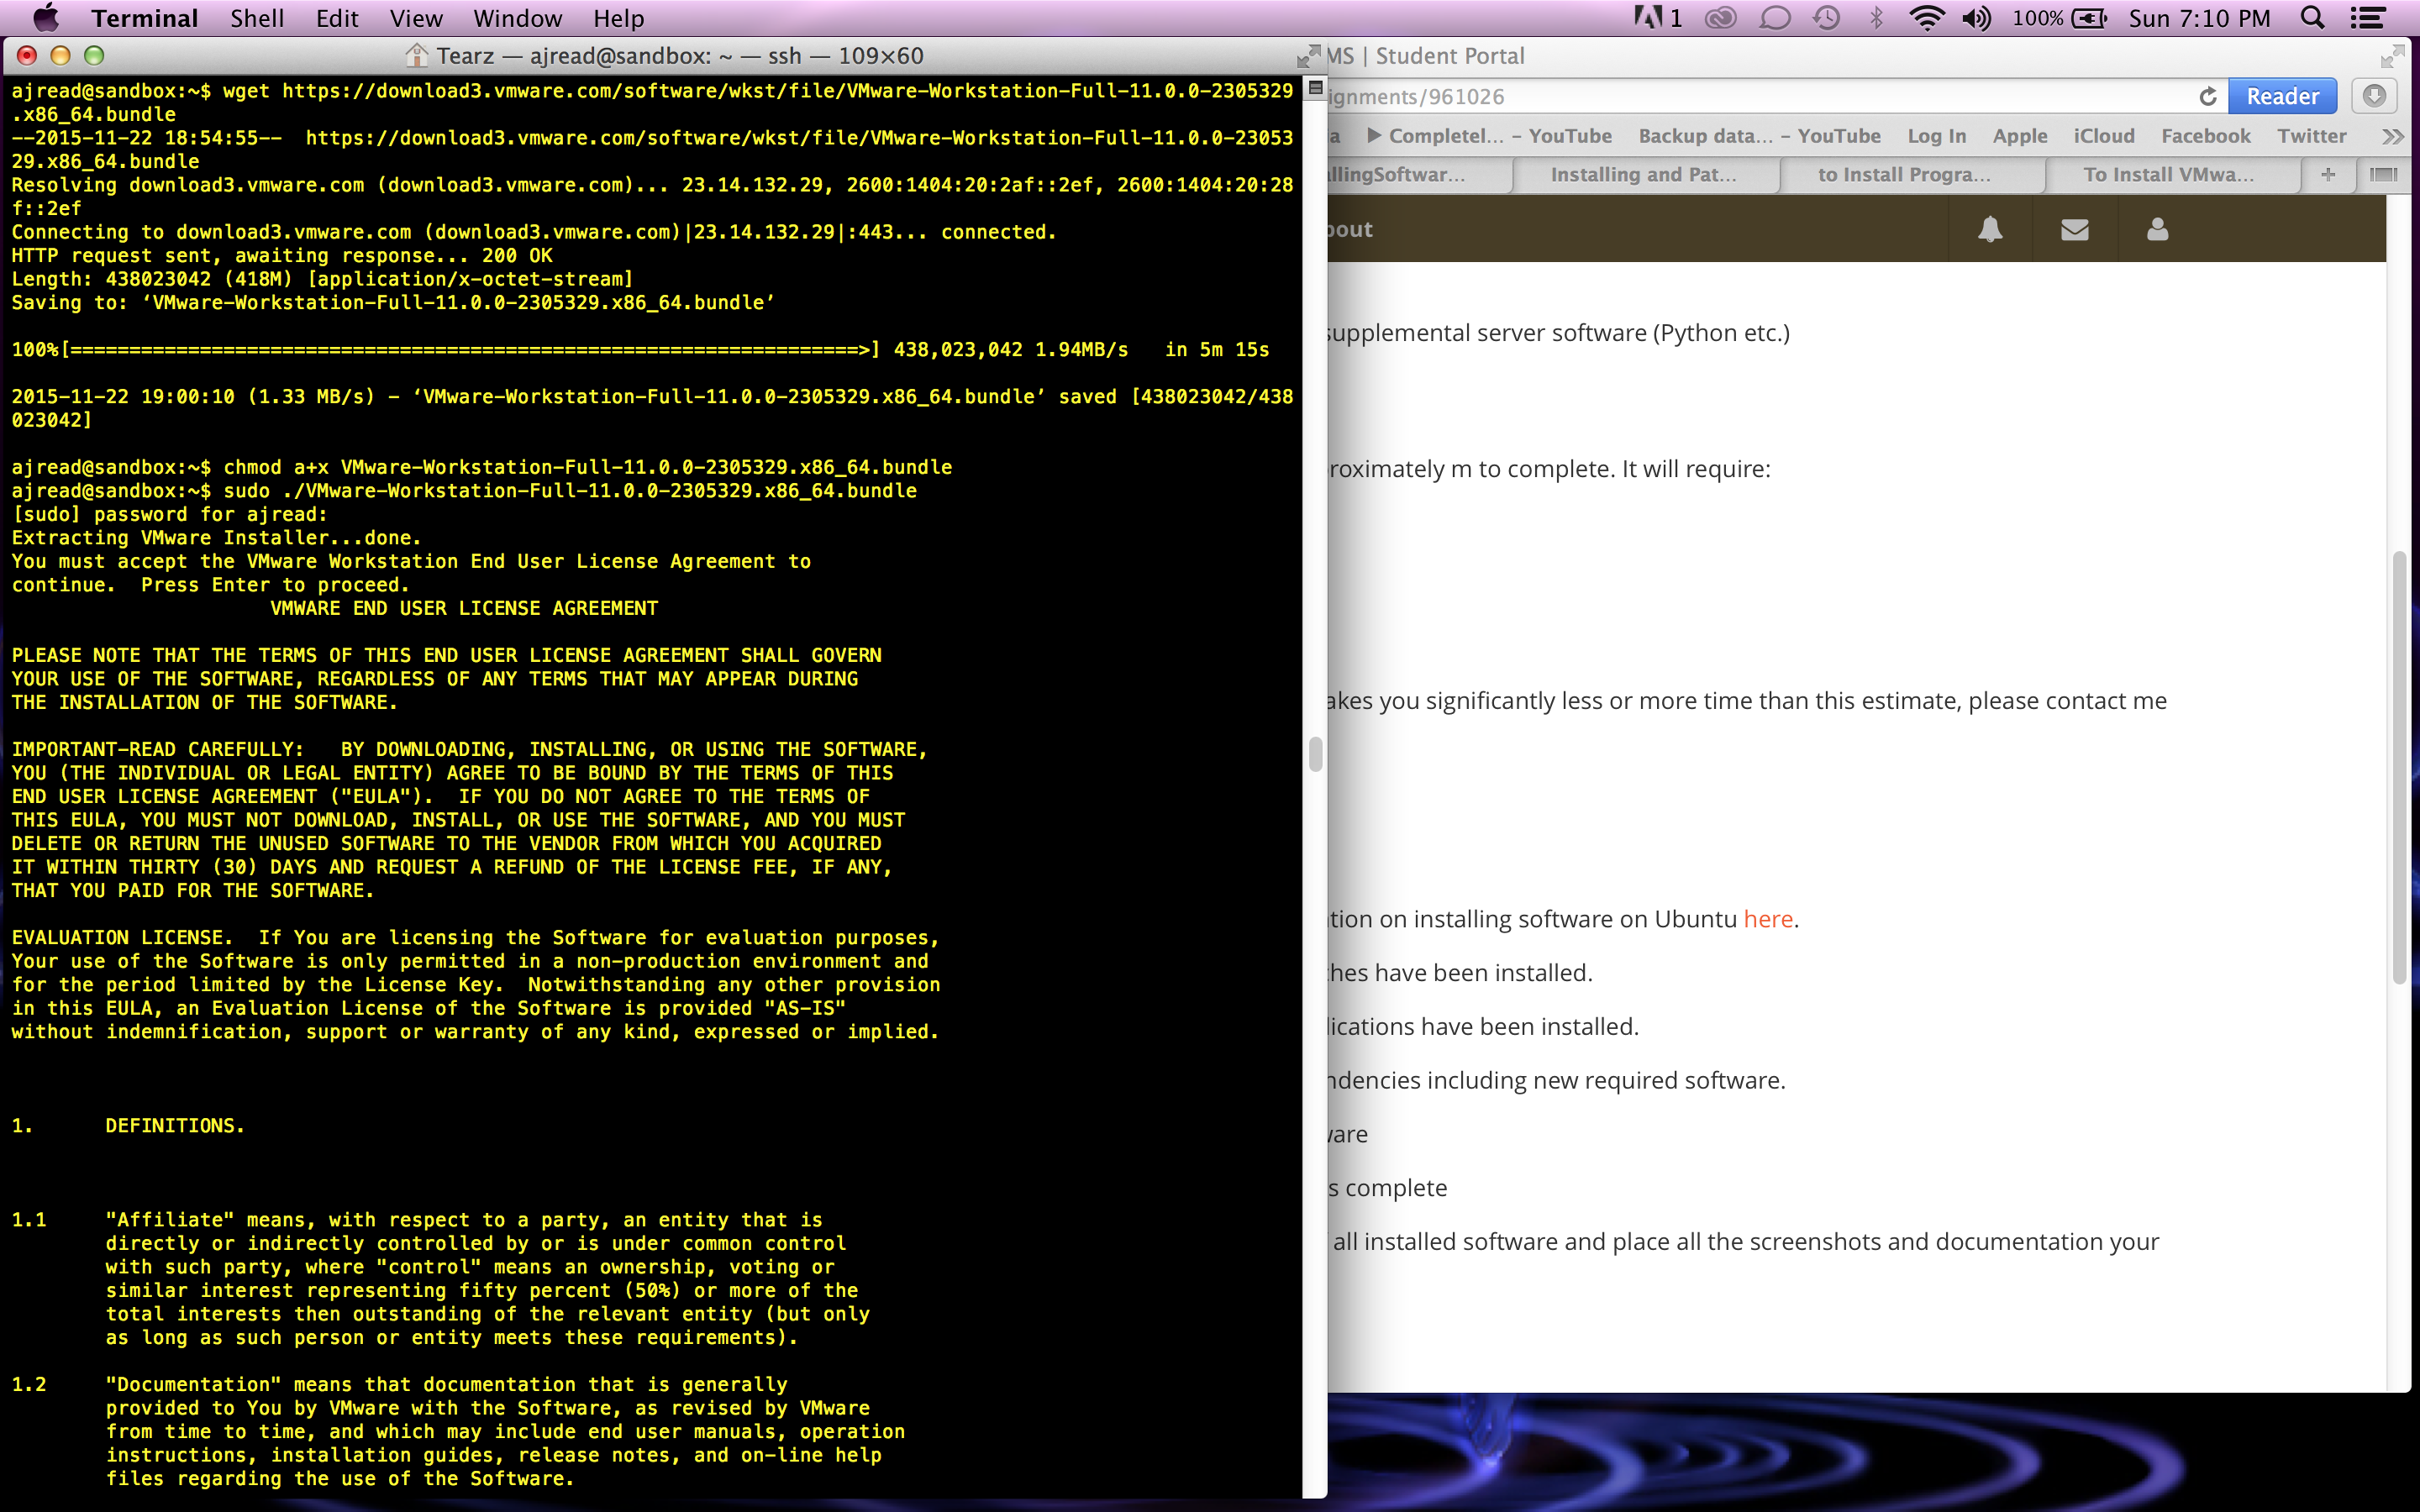 Terminal Shell Edit View Window Help
1 100% Sun 7:10 PM
Tearz — ajread@sandbox: ~ — ssh — 109×60
ajread@sandbox:~$ wget https://download3.vmware.com/software/wkst/file/VMware-Workstation-Full-11.0.0-2305329
.x86_64.bundle
--2015-11-22 18:54:55--  https://download3.vmware.com/software/wkst/file/VMware-Workstation-Full-11.0.0-23053
29.x86_64.bundle
Resolving download3.vmware.com (download3.vmware.com)... 23.14.132.29, 2600:1404:20:2af::2ef, 2600:1404:20:28
f::2ef
Connecting to download3.vmware.com (download3.vmware.com)|23.14.132.29|:443... connected.
HTTP request sent, awaiting response... 200 OK
Length: 438023042 (418M) [application/x-octet-stream]
Saving to: ‘VMware-Workstation-Full-11.0.0-2305329.x86_64.bundle’
100%[===================================================================>] 438,023,042 1.94MB/s   in 5m 15s
2015-11-22 19:00:10 (1.33 MB/s) - ‘VMware-Workstation-Full-11.0.0-2305329.x86_64.bundle’ saved [438023042/438
023042]
ajread@sandbox:~$ chmod a+x VMware-Workstation-Full-11.0.0-2305329.x86_64.bundle
ajread@sandbox:~$ sudo ./VMware-Workstation-Full-11.0.0-2305329.x86_64.bundle
[sudo] password for ajread:
Extracting VMware Installer...done.
You must accept the VMware Workstation End User License Agreement to
continue.  Press Enter to proceed.
VMWARE END USER LICENSE AGREEMENT
PLEASE NOTE THAT THE TERMS OF THIS END USER LICENSE AGREEMENT SHALL GOVERN
YOUR USE OF THE SOFTWARE, REGARDLESS OF ANY TERMS THAT MAY APPEAR DURING
THE INSTALLATION OF THE SOFTWARE.
IMPORTANT-READ CAREFULLY:   BY DOWNLOADING, INSTALLING, OR USING THE SOFTWARE,
YOU (THE INDIVIDUAL OR LEGAL ENTITY) AGREE TO BE BOUND BY THE TERMS OF THIS
END USER LICENSE AGREEMENT ("EULA").  IF YOU DO NOT AGREE TO THE TERMS OF
THIS EULA, YOU MUST NOT DOWNLOAD, INSTALL, OR USE THE SOFTWARE, AND YOU MUST
DELETE OR RETURN THE UNUSED SOFTWARE TO THE VENDOR FROM WHICH YOU ACQUIRED
IT WITHIN THIRTY (30) DAYS AND REQUEST A REFUND OF THE LICENSE FEE, IF ANY,
THAT YOU PAID FOR THE SOFTWARE.
EVALUATION LICENSE.  If You are licensing the Software for evaluation purposes,
Your use of the Software is only permitted in a non-production environment and
for the period limited by the License Key.  Notwithstanding any other provision
in this EULA, an Evaluation License of the Software is provided "AS-IS"
without indemnification, support or warranty of any kind, expressed or implied.
1.      DEFINITIONS.
1.1     "Affiliate" means, with respect to a party, an entity that is
directly or indirectly controlled by or is under common control
with such party, where "control" means an ownership, voting or
similar interest representing fifty percent (50%) or more of the
total interests then outstanding of the relevant entity (but only
as long as such person or entity meets these requirements).
1.2     "Documentation" means that documentation that is generally
provided to You by VMware with the Software, as revised by VMware
from time to time, and which may include end user manuals, operation
instructions, installation guides, release notes, and on-line help
files regarding the use of the Software.
MS | Student Portal
ignments/961026 Reader
Completel... – YouTube Backup data... – YouTube Log In Apple iCloud Facebook Twitter
llingSoftwar... Installing and Pat... to Install Progra... To Install VMwa...
bout
supplemental server software (Python etc.)
roximately m to complete. It will require:
akes you significantly less or more time than this estimate, please contact me
tion on installing software on Ubuntu here.
hes have been installed.
lications have been installed.
ndencies including new required software.
ware
s complete
all installed software and place all the screenshots and documentation your